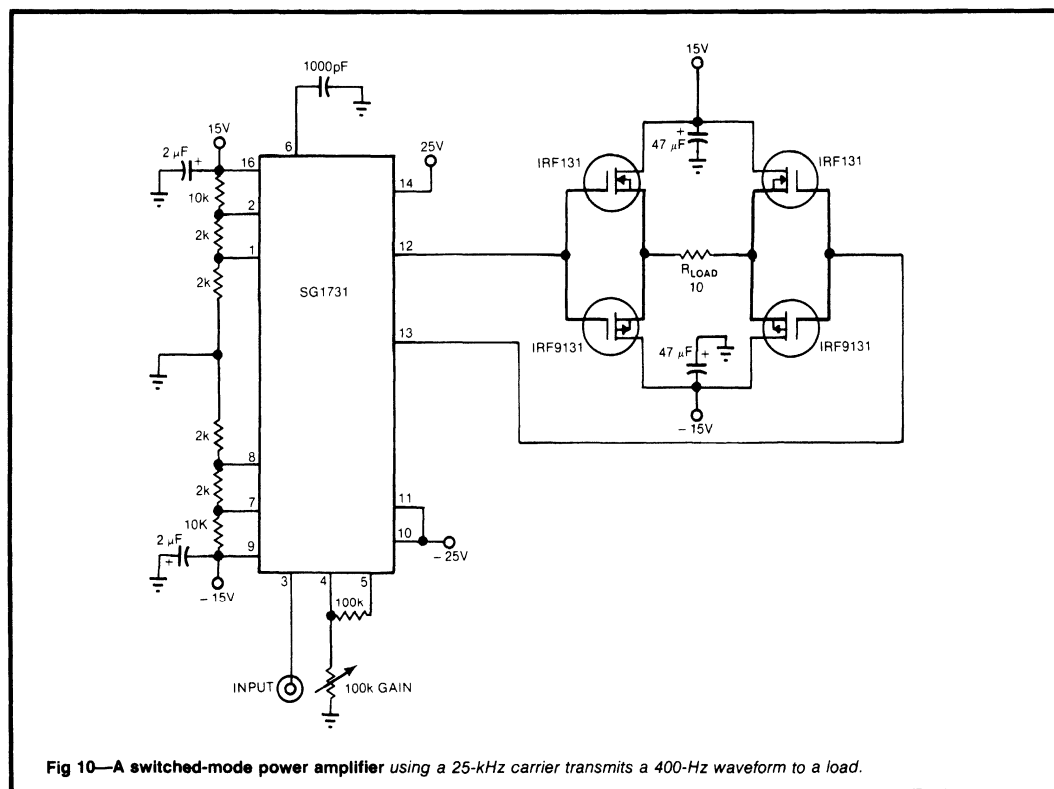 1000pF
15V
2 µF
+
16
10k
2
2k
1
2k
2k
8
2k
7
10K
2 µF
+
9
- 15V
6
25V
14
12
SG1731
13
11
10
- 25V
3
4
5
100k
INPUT
100k GAIN
15V
+
47 µF
IRF131
IRF131
RLOAD
10
IRF9131
IRF9131
47 µF
+
- 15V
Fig 10—A switched-mode power amplifier using a 25-kHz carrier transmits a 400-Hz waveform to a load.